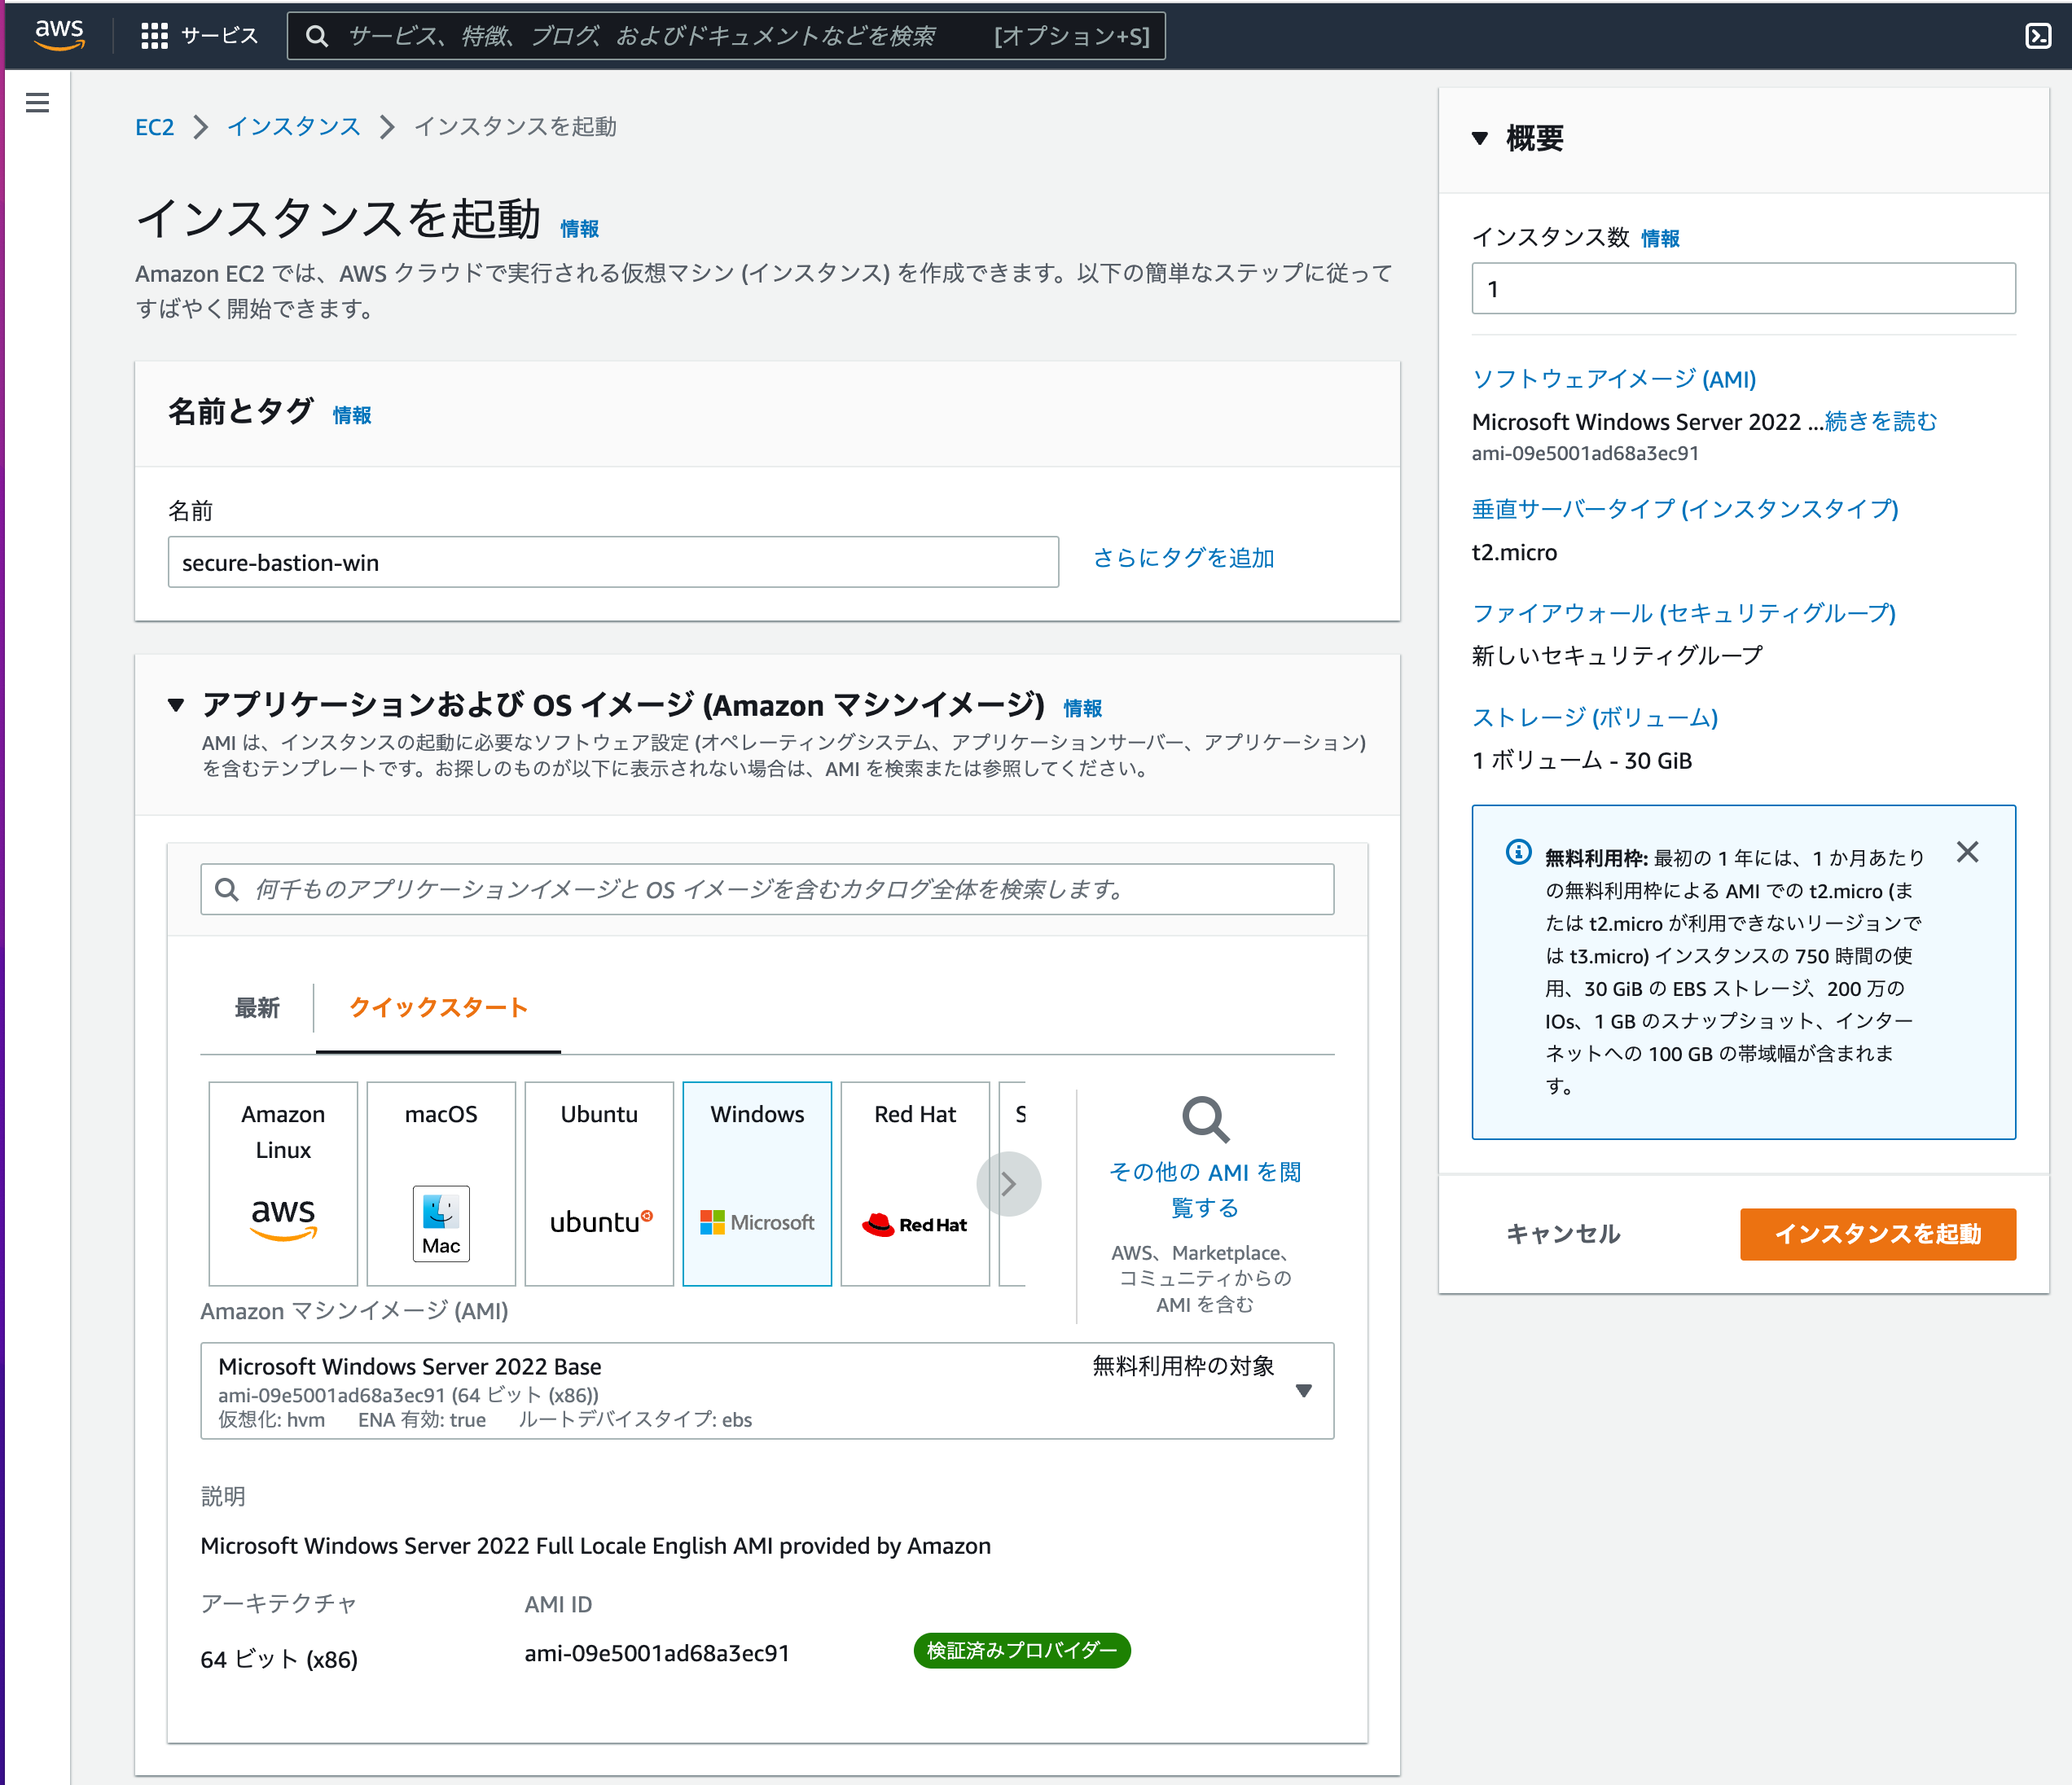 aws
サービス
サービス、特徴、ブログ、およびドキュメントなどを検索
[オプション+S]
EC2
インスタンス
インスタンスを起動
インスタンスを起動 情報
Amazon EC2 では、AWS クラウドで実行される仮想マシン (インスタンス) を作成できます。以下の簡単なステップに従って
すばやく開始できます。
名前とタグ 情報
名前
secure-bastion-win
さらにタグを追加
アプリケーションおよび OS イメージ (Amazon マシンイメージ) 情報
AMI は、インスタンスの起動に必要なソフトウェア設定 (オペレーティングシステム、アプリケーションサーバー、アプリケーション)
を含むテンプレートです。お探しのものが以下に表示されない場合は、AMI を検索または参照してください。
何千ものアプリケーションイメージと OS イメージを含むカタログ全体を検索します。
最新
クイックスタート
Amazon
Linux
aws
macOS
Mac
Ubuntu
ubuntu
Windows
Microsoft
Red Hat
Red Hat
S
その他の AMI を閲
覧する
AWS、Marketplace、
コミュニティからの
AMI を含む
Amazon マシンイメージ (AMI)
Microsoft Windows Server 2022 Base
無料利用枠の対象
ami-09e5001ad68a3ec91 (64 ビット (x86))
仮想化: hvm ENA 有効: true ルートデバイスタイプ: ebs
説明
Microsoft Windows Server 2022 Full Locale English AMI provided by Amazon
アーキテクチャ
64 ビット (x86)
AMI ID
ami-09e5001ad68a3ec91
検証済みプロバイダー
概要
インスタンス数 情報
1
ソフトウェアイメージ (AMI)
Microsoft Windows Server 2022 ...続きを読む
ami-09e5001ad68a3ec91
垂直サーバータイプ (インスタンスタイプ)
t2.micro
ファイアウォール (セキュリティグループ)
新しいセキュリティグループ
ストレージ (ボリューム)
1 ボリューム - 30 GiB
無料利用枠: 最初の 1 年には、1 か月あたり
の無料利用枠による AMI での t2.micro (ま
たは t2.micro が利用できないリージョンで
は t3.micro) インスタンスの 750 時間の使
用、30 GiB の EBS ストレージ、200 万の
IOs、1 GB のスナップショット、インター
ネットへの 100 GB の帯域幅が含まれま
す。
キャンセル
インスタンスを起動